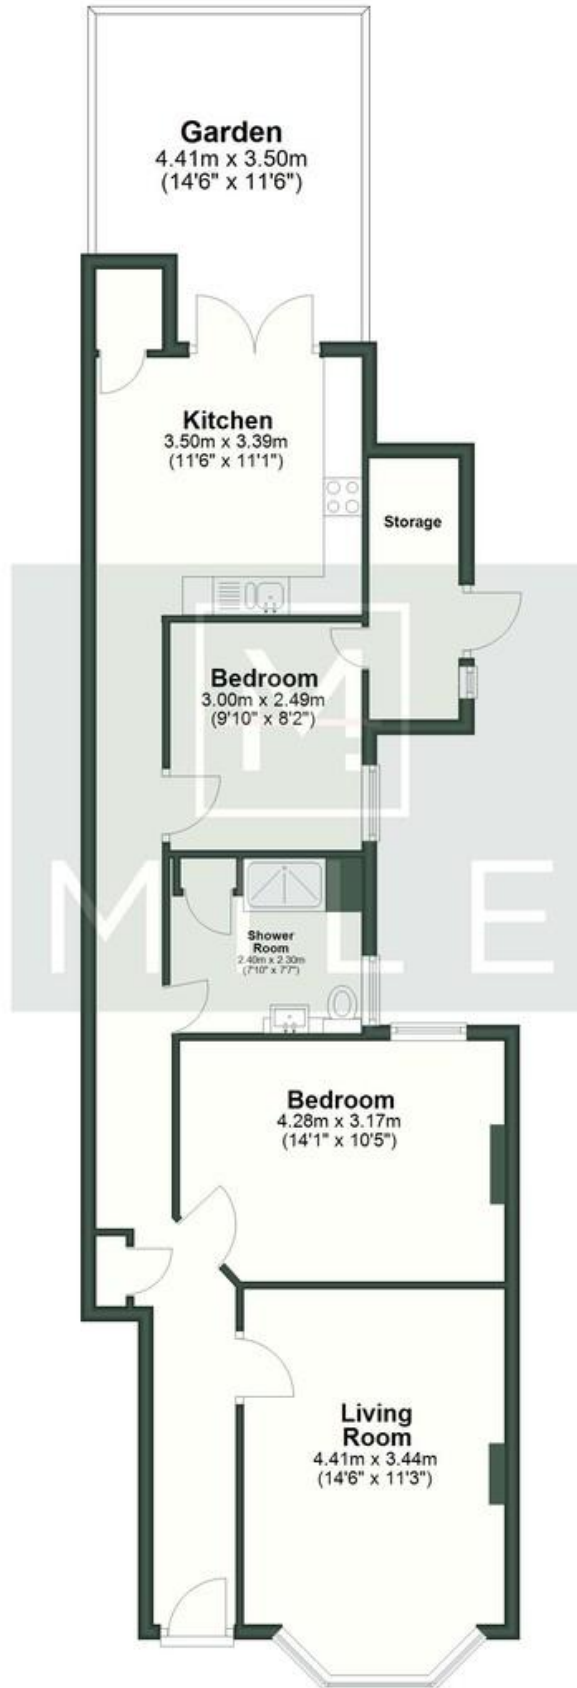 Garden
4.41m x 3.50m
(14'6" x 11'6")
Kitchen
3.50m x 3.39m
(11'6" x 11'1")
Storage
Bedroom
3.00m x 2.49m
(9'10" x 8'2")
Shower
Room
2.40m x 2.30m
(7'10" x 7'7")
Bedroom
4.28m x 3.17m
(14'1" x 10'5")
Living
Room
4.41m x 3.44m
(14'6" x 11'3")